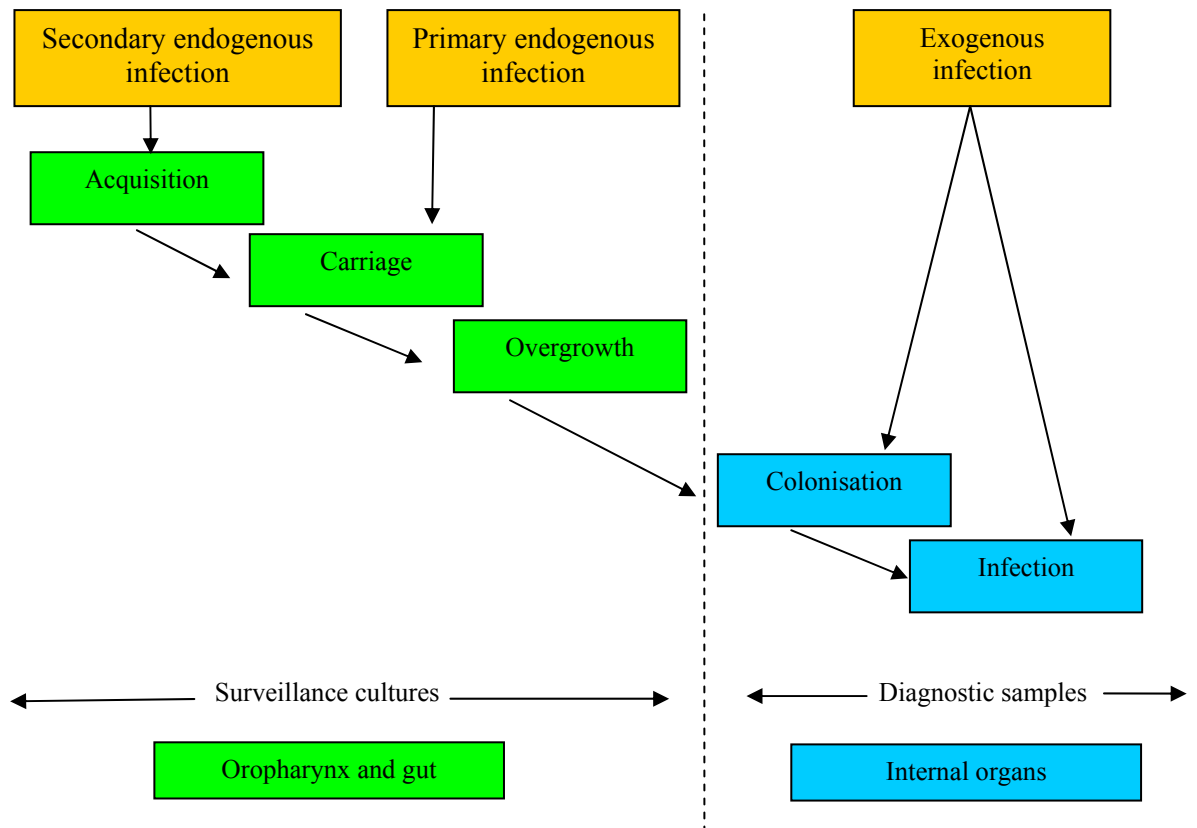 Secondary endogenous
infection
Primary endogenous
infection
Exogenous
infection
Acquisition
Carriage
Overgrowth
Colonisation
Infection
Surveillance cultures
Diagnostic samples
Oropharynx and gut
Internal organs